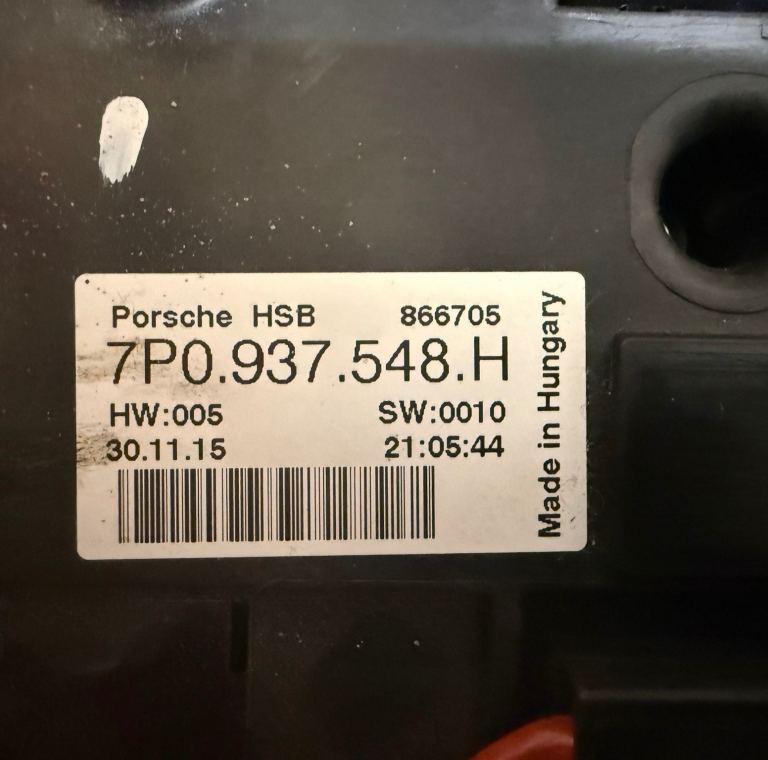 Porsche HSB 866705
7P0.937.548.H
HW:005 SW:0010
30.11.15 21:05:44
Made in Hungary